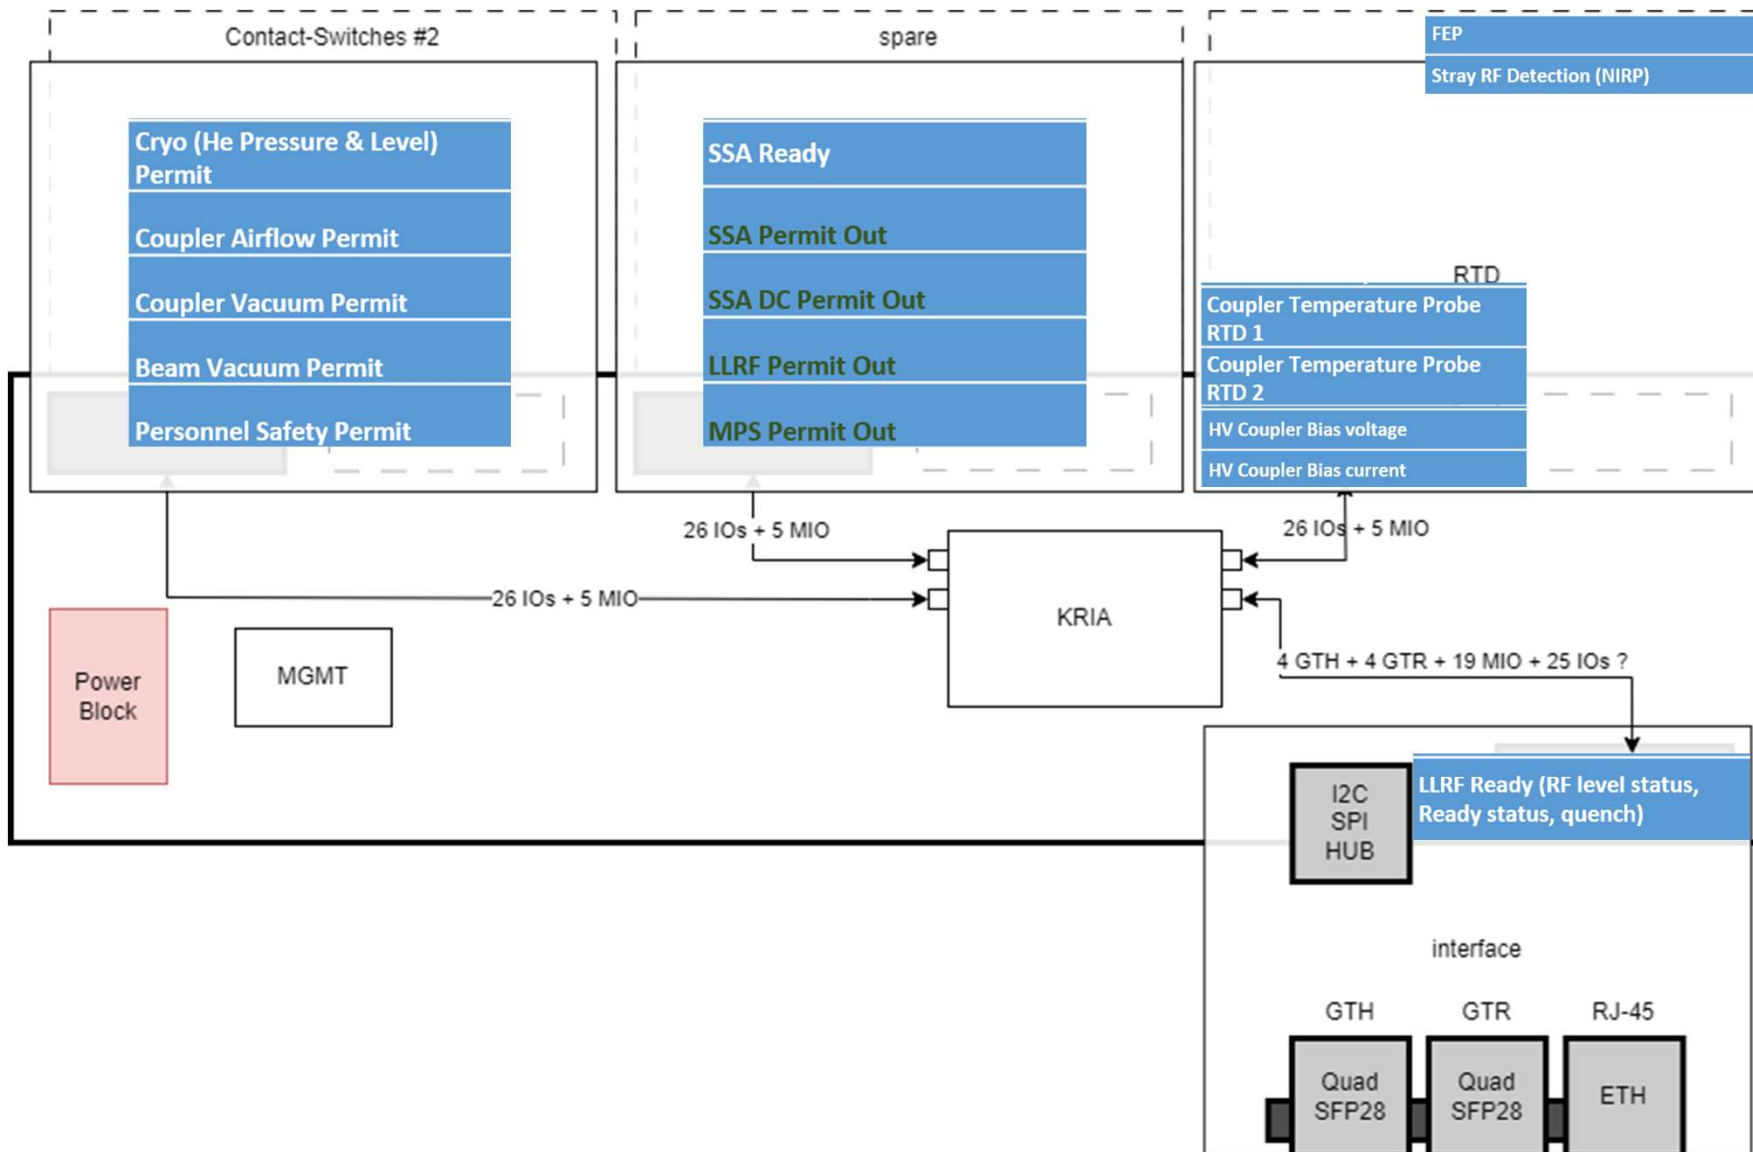 Contact-Switches #2
spare
FEP
Stray RF Detection (NIRP)
Cryo (He Pressure & Level)
Permit
Coupler Airflow Permit
Coupler Vacuum Permit
Beam Vacuum Permit
Personnel Safety Permit
SSA Ready
SSA Permit Out
SSA DC Permit Out
LLRF Permit Out
MPS Permit Out
RTD
Coupler Temperature Probe
RTD 1
Coupler Temperature Probe
RTD 2
HV Coupler Bias voltage
HV Coupler Bias current
26 IOs + 5 MIO
26 IOs + 5 MIO
26 IOs + 5 MIO
KRIA
Power
Block
MGMT
4 GTH + 4 GTR + 19 MIO + 25 IOs ?
I2C
SPI
HUB
LLRF Ready (RF level status,
Ready status, quench)
interface
GTH
GTR
RJ-45
Quad
SFP28
Quad
SFP28
ETH